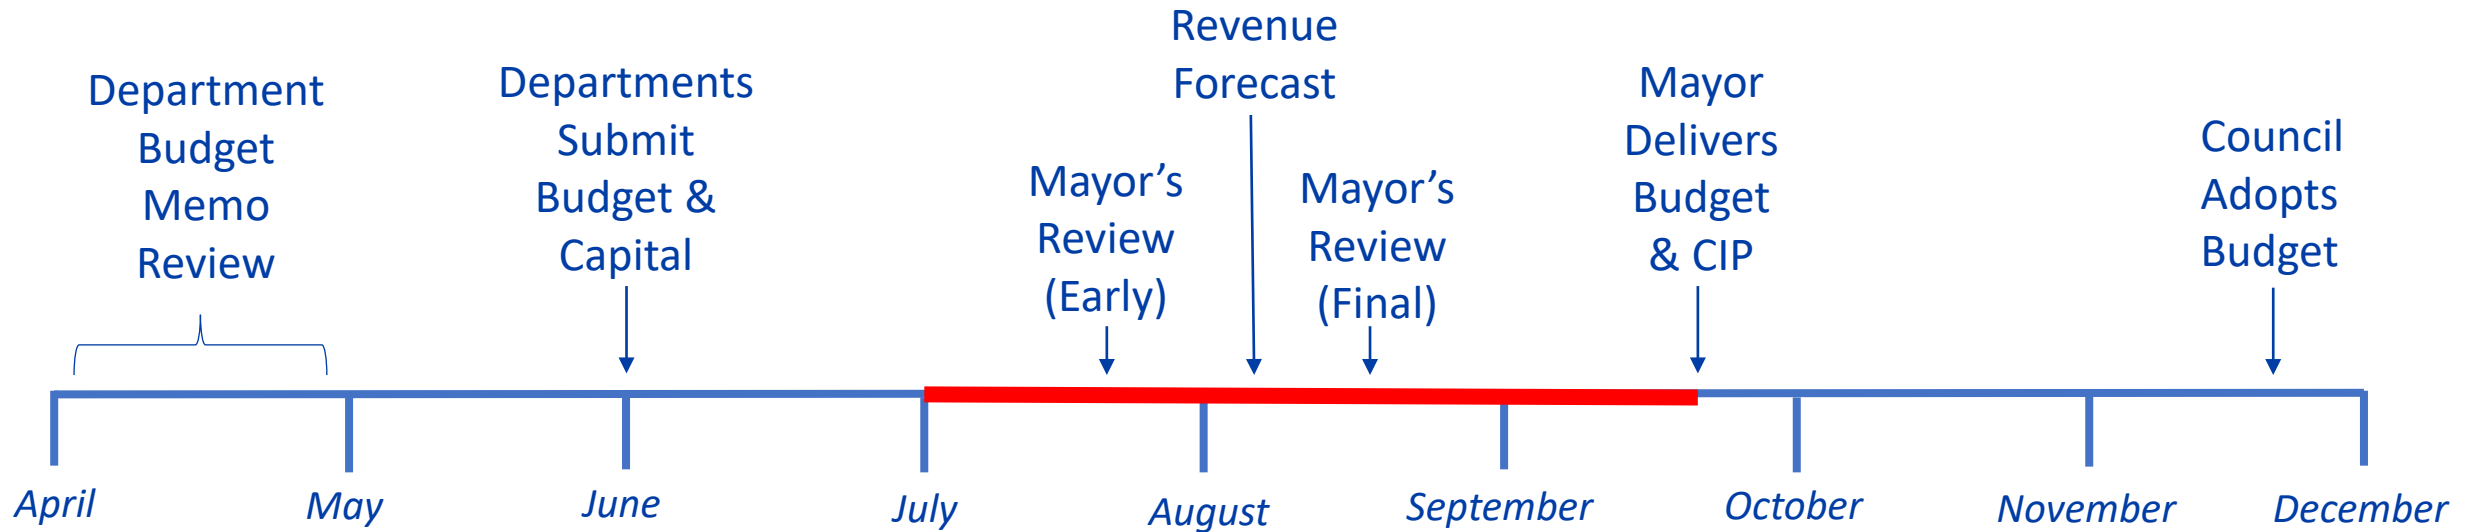 Department
Budget
Memo
Review
Departments
Submit
Budget &
Capital
Mayor’s
Review
(Early)
Revenue
Forecast
Mayor’s
Review
(Final)
Mayor
Delivers
Budget
& CIP
Council
Adopts
Budget
April
May
June
July
August
September
October
November
December